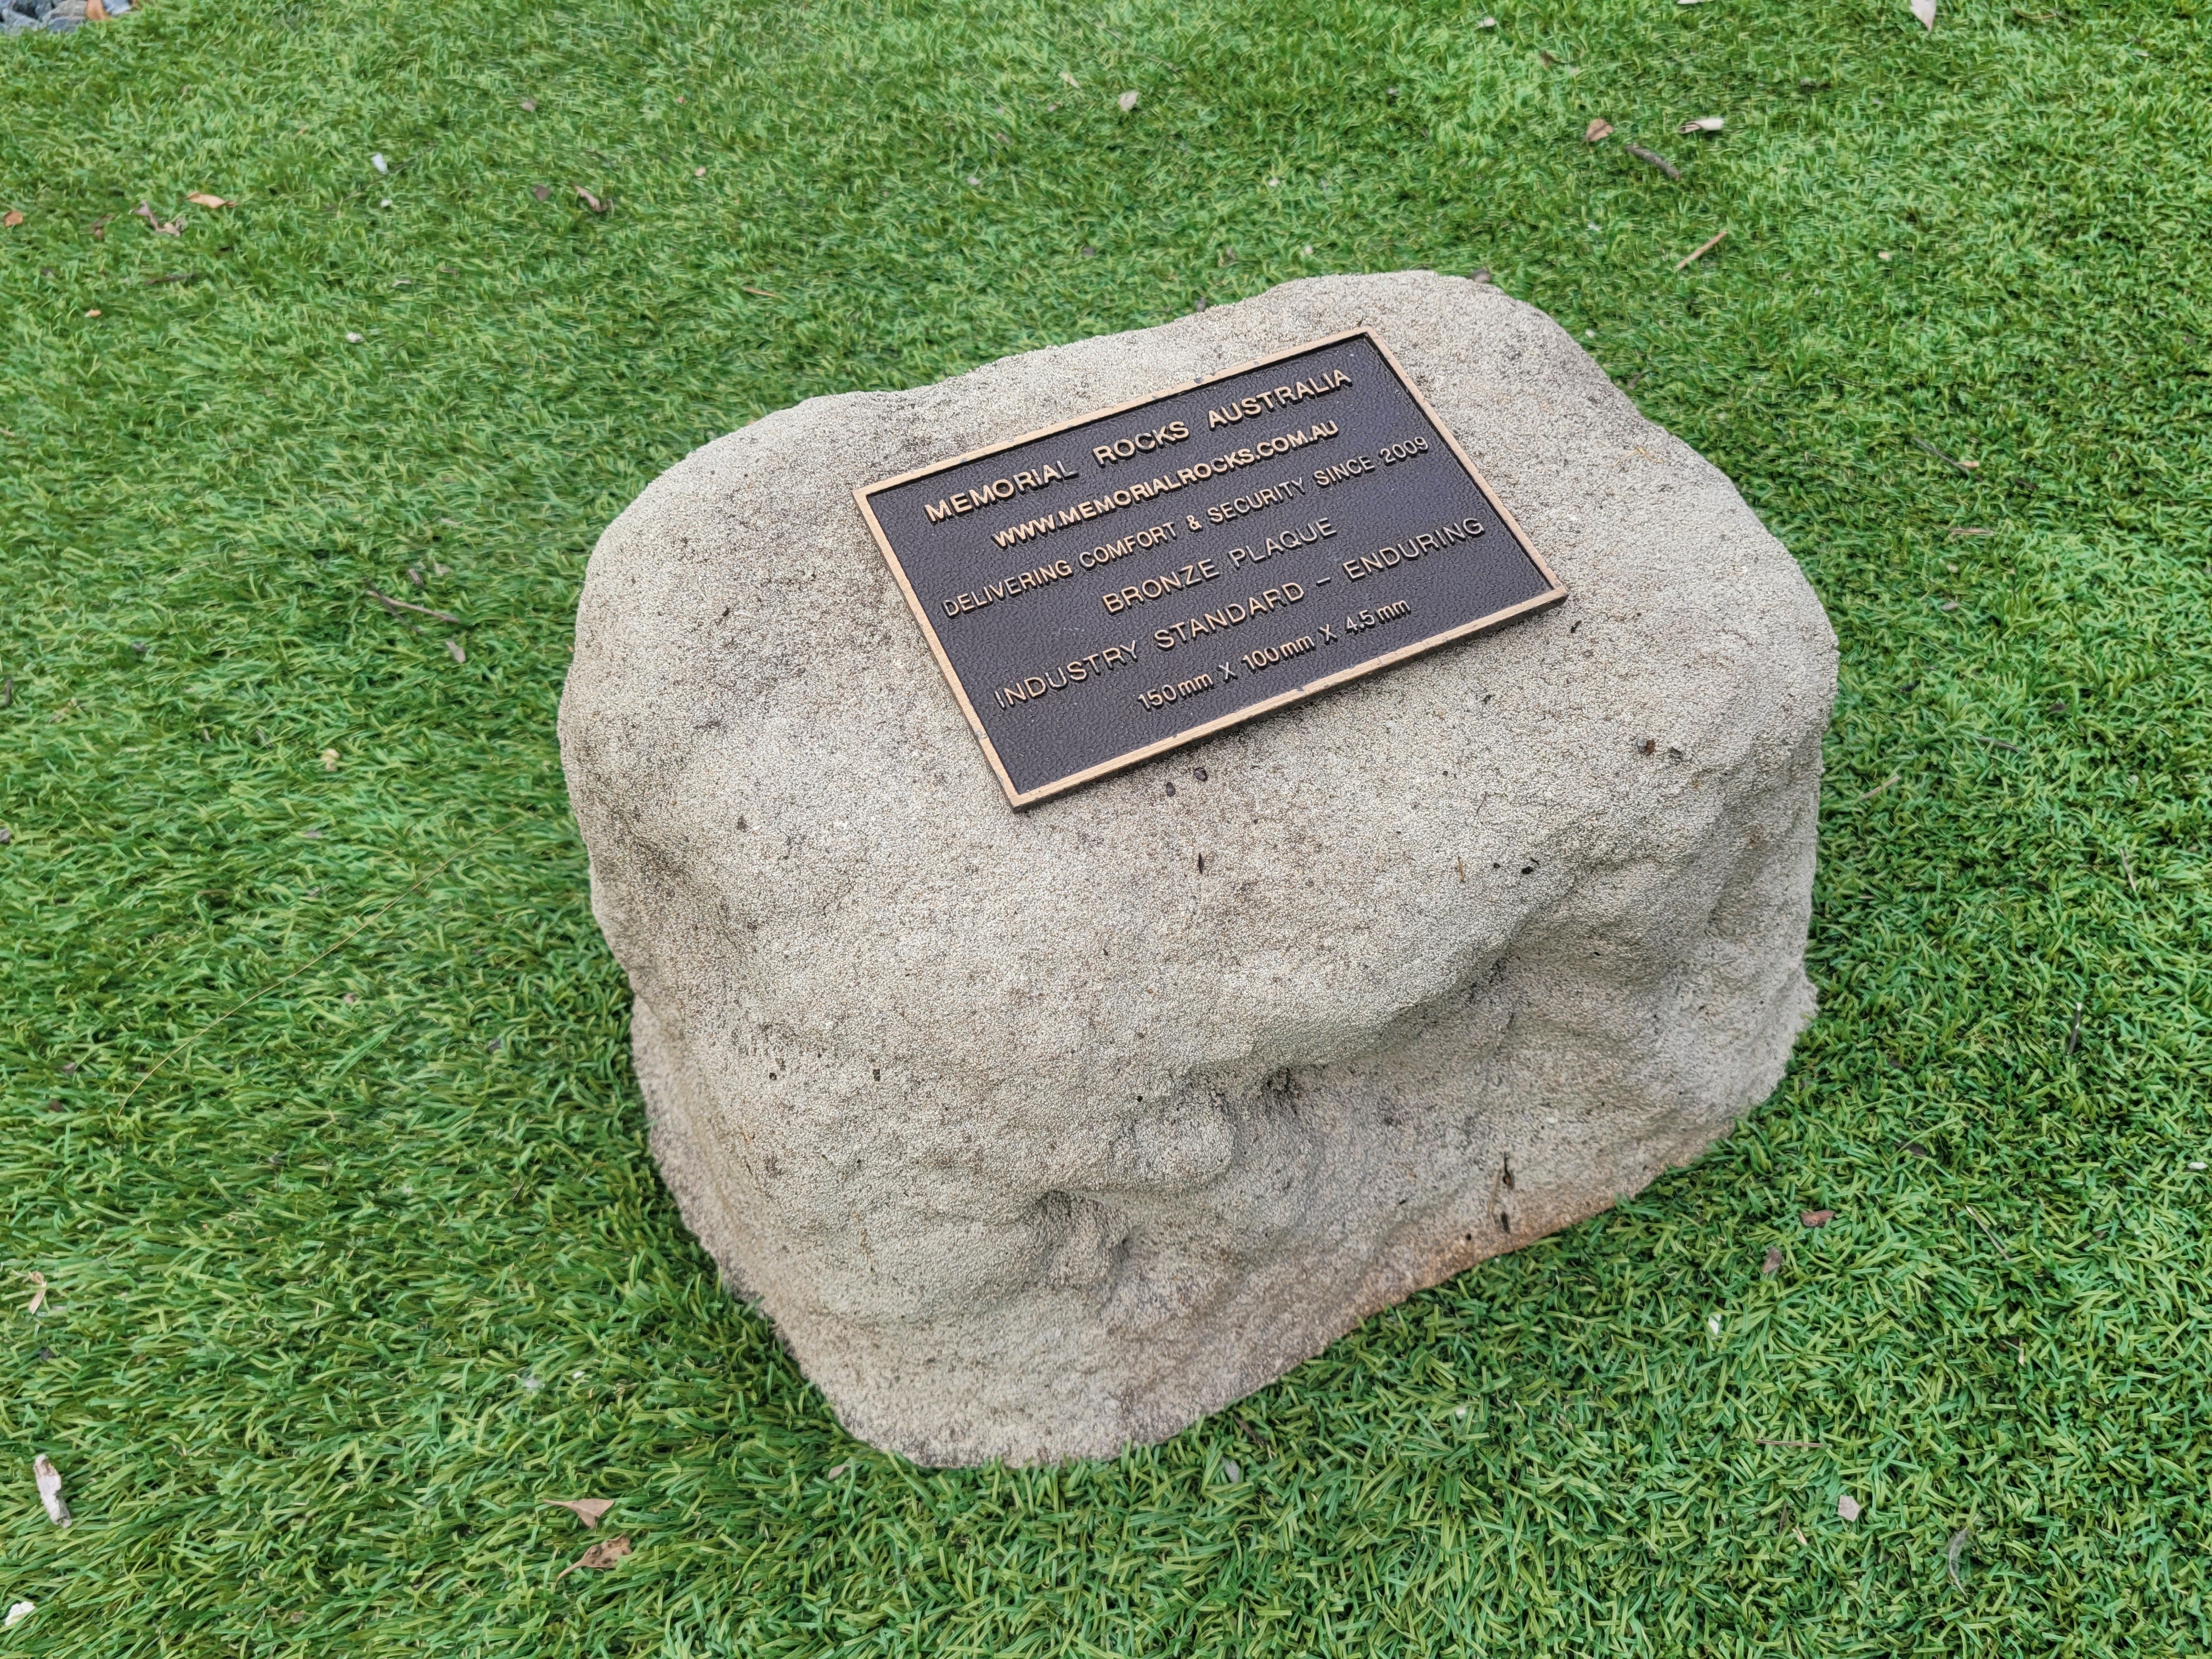 MEMORIAL ROCKS AUSTRALIA
WWW.MEMORIALROCKS.COM.AU
DELIVERING COMFORT & SECURITY SINCE 2009
BRONZE PLAQUE
INDUSTRY STANDARD - ENDURING
150mm X 100mm X 4.5mm